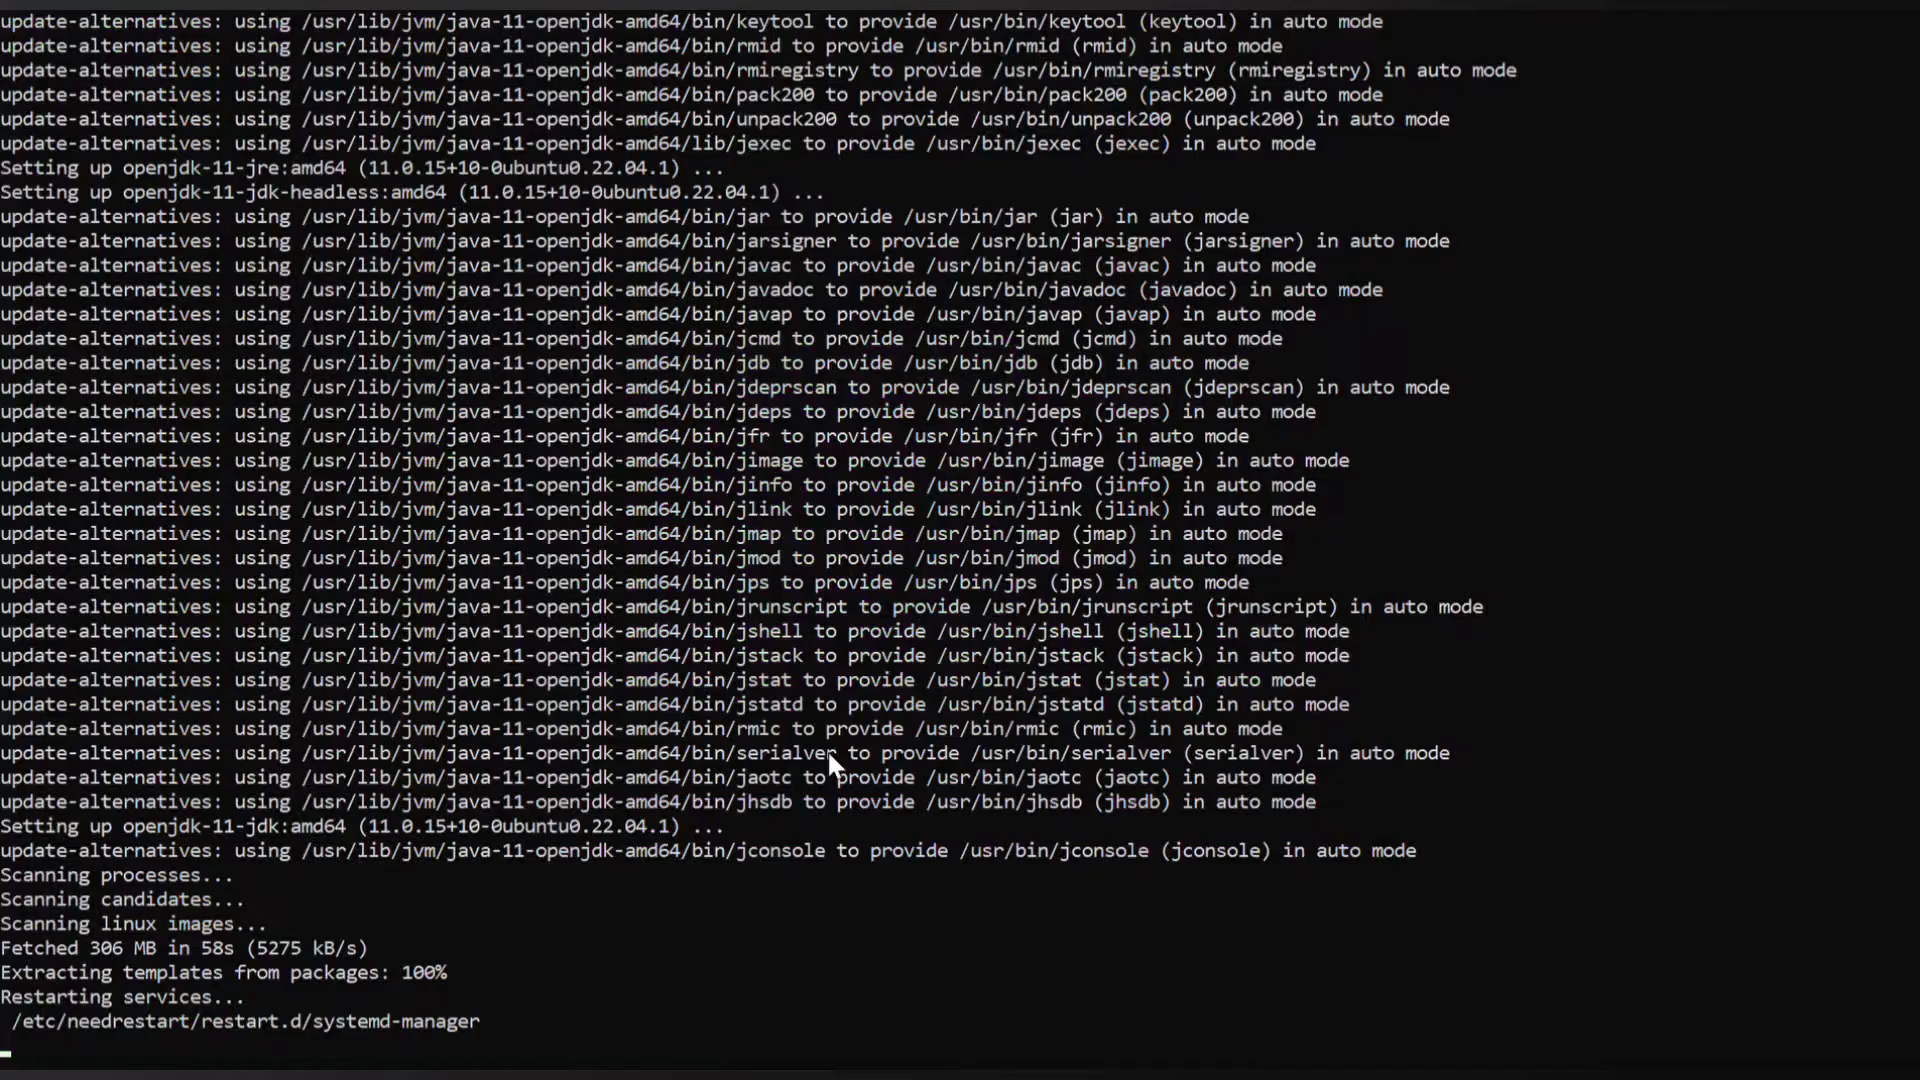 update-alternatives: using /usr/lib/jvm/java-11-openjdk-amd64/bin/keytool to provide /usr/bin/keytool (keytool) in auto mode
update-alternatives: using /usr/lib/jvm/java-11-openjdk-amd64/bin/rmid to provide /usr/bin/rmid (rmid) in auto mode
update-alternatives: using /usr/lib/jvm/java-11-openjdk-amd64/bin/rmiregistry to provide /usr/bin/rmiregistry (rmiregistry) in auto mode
update-alternatives: using /usr/lib/jvm/java-11-openjdk-amd64/bin/pack200 to provide /usr/bin/pack200 (pack200) in auto mode
update-alternatives: using /usr/lib/jvm/java-11-openjdk-amd64/bin/unpack200 to provide /usr/bin/unpack200 (unpack200) in auto mode
update-alternatives: using /usr/lib/jvm/java-11-openjdk-amd64/lib/jexec to provide /usr/bin/jexec (jexec) in auto mode
Setting up openjdk-11-jre:amd64 (11.0.15+10-0ubuntu0.22.04.1) ...
Setting up openjdk-11-jdk-headless:amd64 (11.0.15+10-0ubuntu0.22.04.1) ...
update-alternatives: using /usr/lib/jvm/java-11-openjdk-amd64/bin/jar to provide /usr/bin/jar (jar) in auto mode
update-alternatives: using /usr/lib/jvm/java-11-openjdk-amd64/bin/jarsigner to provide /usr/bin/jarsigner (jarsigner) in auto mode
update-alternatives: using /usr/lib/jvm/java-11-openjdk-amd64/bin/javac to provide /usr/bin/javac (javac) in auto mode
update-alternatives: using /usr/lib/jvm/java-11-openjdk-amd64/bin/javadoc to provide /usr/bin/javadoc (javadoc) in auto mode
update-alternatives: using /usr/lib/jvm/java-11-openjdk-amd64/bin/javap to provide /usr/bin/javap (javap) in auto mode
update-alternatives: using /usr/lib/jvm/java-11-openjdk-amd64/bin/jcmd to provide /usr/bin/jcmd (jcmd) in auto mode
update-alternatives: using /usr/lib/jvm/java-11-openjdk-amd64/bin/jdb to provide /usr/bin/jdb (jdb) in auto mode
update-alternatives: using /usr/lib/jvm/java-11-openjdk-amd64/bin/jdeprscan to provide /usr/bin/jdeprscan (jdeprscan) in auto mode
update-alternatives: using /usr/lib/jvm/java-11-openjdk-amd64/bin/jdeps to provide /usr/bin/jdeps (jdeps) in auto mode
update-alternatives: using /usr/lib/jvm/java-11-openjdk-amd64/bin/jfr to provide /usr/bin/jfr (jfr) in auto mode
update-alternatives: using /usr/lib/jvm/java-11-openjdk-amd64/bin/jimage to provide /usr/bin/jimage (jimage) in auto mode
update-alternatives: using /usr/lib/jvm/java-11-openjdk-amd64/bin/jinfo to provide /usr/bin/jinfo (jinfo) in auto mode
update-alternatives: using /usr/lib/jvm/java-11-openjdk-amd64/bin/jlink to provide /usr/bin/jlink (jlink) in auto mode
update-alternatives: using /usr/lib/jvm/java-11-openjdk-amd64/bin/jmap to provide /usr/bin/jmap (jmap) in auto mode
update-alternatives: using /usr/lib/jvm/java-11-openjdk-amd64/bin/jmod to provide /usr/bin/jmod (jmod) in auto mode
update-alternatives: using /usr/lib/jvm/java-11-openjdk-amd64/bin/jps to provide /usr/bin/jps (jps) in auto mode
update-alternatives: using /usr/lib/jvm/java-11-openjdk-amd64/bin/jrunscript to provide /usr/bin/jrunscript (jrunscript) in auto mode
update-alternatives: using /usr/lib/jvm/java-11-openjdk-amd64/bin/jshell to provide /usr/bin/jshell (jshell) in auto mode
update-alternatives: using /usr/lib/jvm/java-11-openjdk-amd64/bin/jstack to provide /usr/bin/jstack (jstack) in auto mode
update-alternatives: using /usr/lib/jvm/java-11-openjdk-amd64/bin/jstat to provide /usr/bin/jstat (jstat) in auto mode
update-alternatives: using /usr/lib/jvm/java-11-openjdk-amd64/bin/jstatd to provide /usr/bin/jstatd (jstatd) in auto mode
update-alternatives: using /usr/lib/jvm/java-11-openjdk-amd64/bin/rmic to provide /usr/bin/rmic (rmic) in auto mode
update-alternatives: using /usr/lib/jvm/java-11-openjdk-amd64/bin/serialver to provide /usr/bin/serialver (serialver) in auto mode
update-alternatives: using /usr/lib/jvm/java-11-openjdk-amd64/bin/jaotc to provide /usr/bin/jaotc (jaotc) in auto mode
update-alternatives: using /usr/lib/jvm/java-11-openjdk-amd64/bin/jhsdb to provide /usr/bin/jhsdb (jhsdb) in auto mode
Setting up openjdk-11-jdk:amd64 (11.0.15+10-0ubuntu0.22.04.1) ...
update-alternatives: using /usr/lib/jvm/java-11-openjdk-amd64/bin/jconsole to provide /usr/bin/jconsole (jconsole) in auto mode
Scanning processes...
Scanning candidates...
Scanning linux images...
Fetched 306 MB in 58s (5275 kB/s)
Extracting templates from packages: 100%
Restarting services...
/etc/needrestart/restart.d/systemd-manager